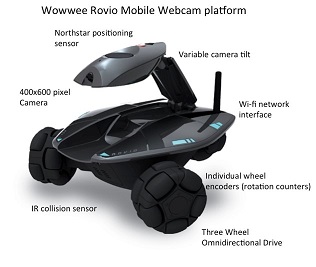 Wowwee Rovio Mobile Webcam platform
Northstar positioning
sensor
Variable camera tilt
400x600 pixel
Camera
Wi-fi network
interface
ROVIO
Individual wheel
encoders (rotation counters)
IR collision sensor
Three Wheel
Omnidirectional Drive